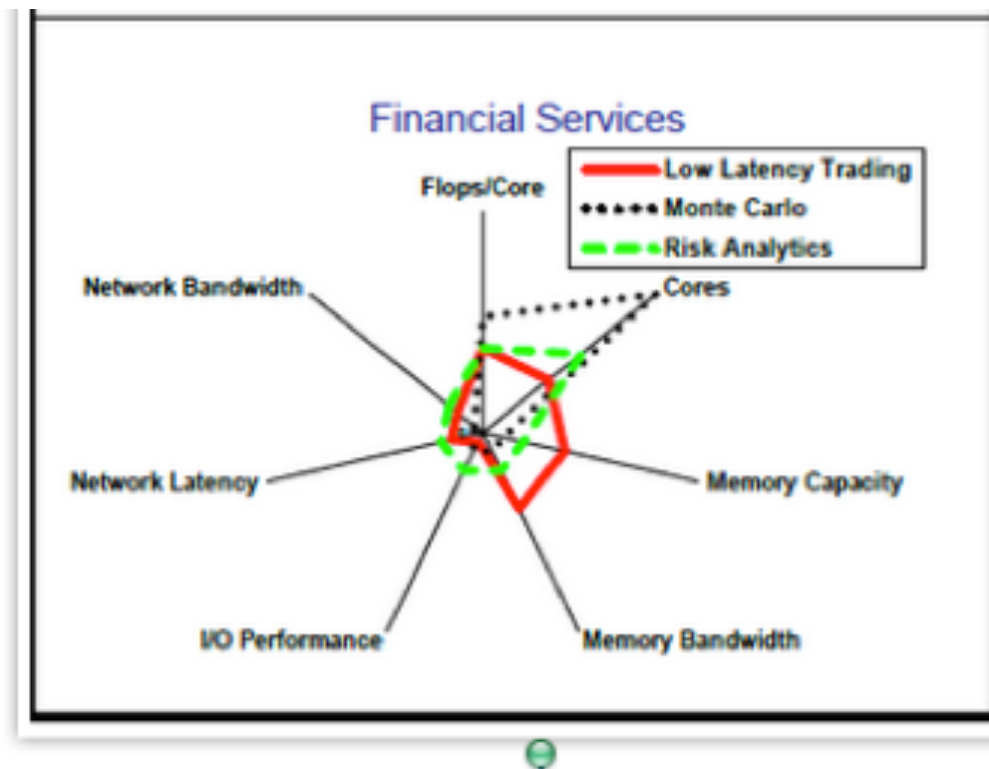 Financial Services
Low Latency Trading
Monte Carlo
Risk Analytics
Flops/Core
Cores
Network Bandwidth
Network Latency
Memory Capacity
I/O Performance
Memory Bandwidth